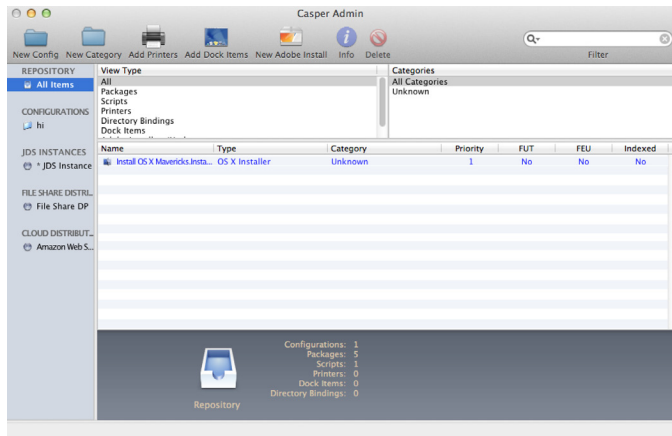 Casper Admin
New Config New Category Add Printers Add Dock Items New Adobe Install Info Delete Filter
REPOSITORY
All Items
CONFIGURATIONS
hi
JDS INSTANCES
* JDS Instance
FILE SHARE DISTRI...
File Share DP
CLOUD DISTRIBUT...
Amazon Web S...
View Type
All
Packages
Scripts
Printers
Directory Bindings
Dock Items
Categories
All Categories
Unknown
Name Type Category Priority FUT FEU Indexed
Install OS X Mavericks.Insta... OS X Installer Unknown 1 No No No
Configurations: 1
Packages: 5
Scripts: 1
Printers: 0
Dock Items: 0
Directory Bindings: 0
Repository